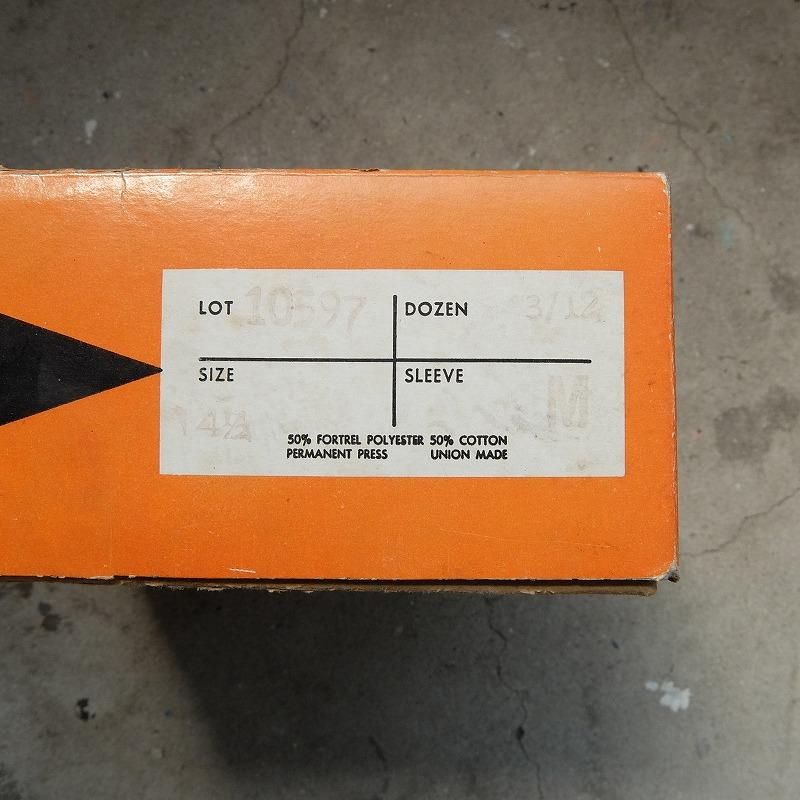 LOT 10597 DOZEN 3/12
SIZE SLEEVE
14½ M
50% FORTREL POLYESTER 50% COTTON
PERMANENT PRESS UNION MADE